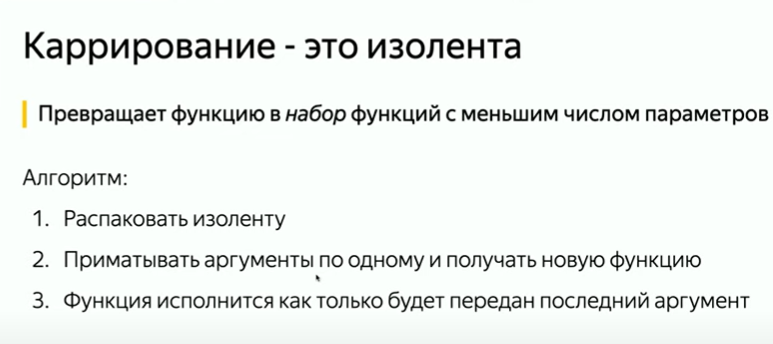 Каррирование - это изолента
Превращает функцию в набор функций с меньшим числом параметров
Алгоритм:
1. Распаковать изоленту
2. Приматывать аргументы по одному и получать новую функцию
3. Функция исполнится как только будет передан последний аргумент